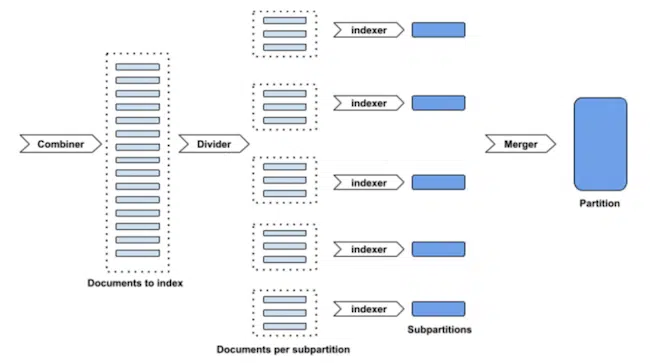 Combiner
Documents to index
Divider
indexer
indexer
indexer
indexer
indexer
Documents per subpartition
Subpartitions
Merger
Partition